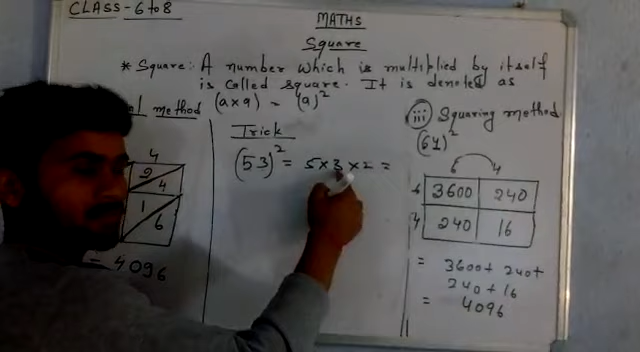 CLASS-6 to 8
MATHS
Square
* Square:- A number which is multiplied by itself
is called square. It is denoted as
method (a×a) = (a)²
Trick
(53)² = 5×3×2 =
4
2
4
1
6
= 4096
(iii) Squaring method
(64)²
6 4
6 3600 240
4 240 16
= 3600+240+
240+16
= 4096